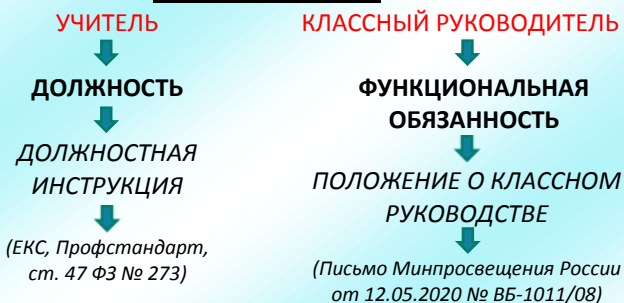 УЧИТЕЛЬ
ДОЛЖНОСТЬ
ДОЛЖНОСТНАЯ
ИНСТРУКЦИЯ
(ЕКС, Профстандарт,
ст. 47 ФЗ № 273)
КЛАССНЫЙ РУКОВОДИТЕЛЬ
ФУНКЦИОНАЛЬНАЯ
ОБЯЗАННОСТЬ
ПОЛОЖЕНИЕ О КЛАССНОМ
РУКОВОДСТВЕ
(Письмо Минпросвещения России
от 12.05.2020 № ВБ-1011/08)